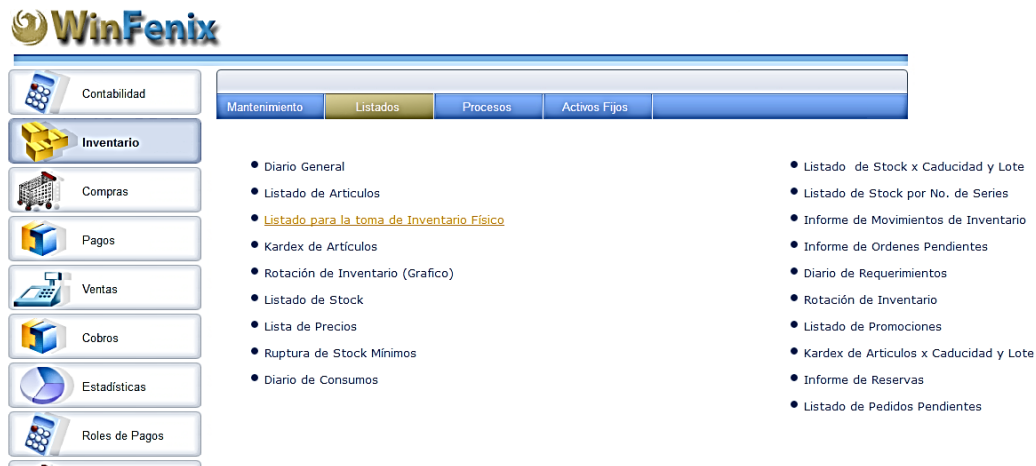 WinFenix
Contabilidad
Inventario
Compras
Pagos
Ventas
Cobros
Estadísticas
Roles de Pagos
Mantenimiento
Listados
Procesos
Activos Fijos
Diario General
Listado de Articulos
Listado para la toma de Inventario Físico
Kardex de Artículos
Rotación de Inventario (Grafico)
Listado de Stock
Lista de Precios
Ruptura de Stock Mínimos
Diario de Consumos
Listado de Stock x Caducidad y Lote
Listado de Stock por No. de Series
Informe de Movimientos de Inventario
Informe de Ordenes Pendientes
Diario de Requerimientos
Rotación de Inventario
Listado de Promociones
Kardex de Articulos x Caducidad y Lote
Informe de Reservas
Listado de Pedidos Pendientes